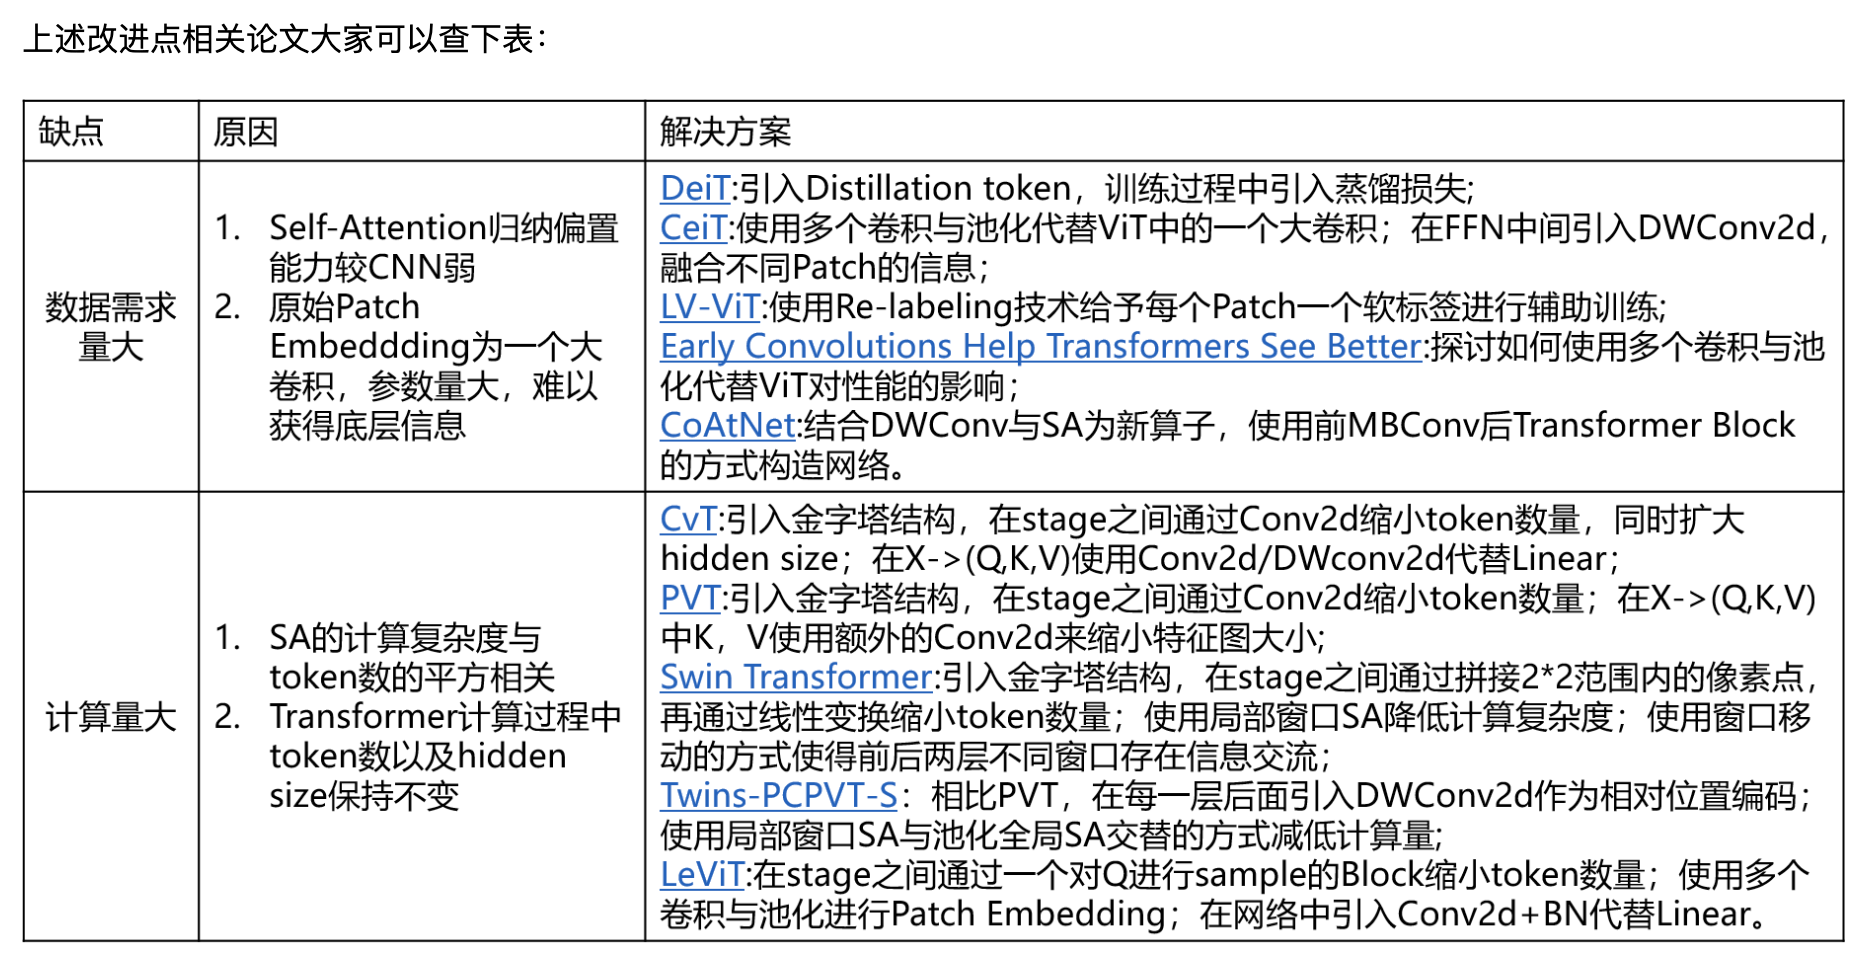 上述改进点相关论文大家可以查下表：
缺点
原因
解决方案
数据需求
量大
1. Self-Attention归纳偏置
能力较CNN弱
2. 原始Patch
Embeddding为一个大
卷积，参数量大，难以
获得底层信息
DeiT:引入Distillation token，训练过程中引入蒸馏损失;
CeiT:使用多个卷积与池化代替ViT中的一个大卷积；在FFN中间引入DWConv2d，
融合不同Patch的信息；
LV-ViT:使用Re-labeling技术给予每个Patch一个软标签进行辅助训练;
Early Convolutions Help Transformers See Better:探讨如何使用多个卷积与池
化代替ViT对性能的影响；
CoAtNet:结合DWConv与SA为新算子，使用前MBConv后Transformer Block
的方式构造网络。
计算量大
1. SA的计算复杂度与
token数的平方相关
2. Transformer计算过程中
token数以及hidden
size保持不变
CvT:引入金字塔结构，在stage之间通过Conv2d缩小token数量，同时扩大
hidden size；在X->(Q,K,V)使用Conv2d/DWconv2d代替Linear；
PVT:引入金字塔结构，在stage之间通过Conv2d缩小token数量；在X->(Q,K,V)
中K，V使用额外的Conv2d来缩小特征图大小;
Swin Transformer:引入金字塔结构，在stage之间通过拼接2*2范围内的像素点，
再通过线性变换缩小token数量；使用局部窗口SA降低计算复杂度；使用窗口移
动的方式使得前后两层不同窗口存在信息交流；
Twins-PCPVT-S：相比PVT，在每一层后面引入DWConv2d作为相对位置编码；
使用局部窗口SA与池化全局SA交替的方式减低计算量;
LeViT:在stage之间通过一个对Q进行sample的Block缩小token数量；使用多个
卷积与池化进行Patch Embedding；在网络中引入Conv2d+BN代替Linear。